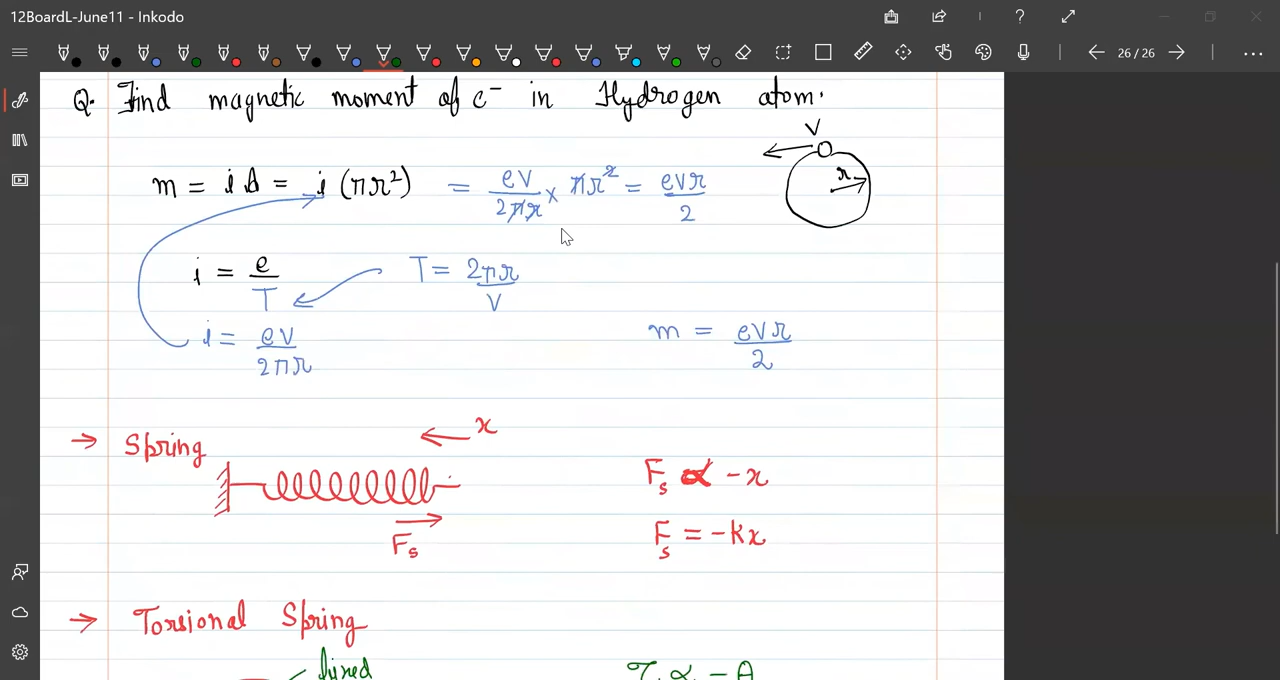 12BoardL-June11 - Inkodo
26 / 26
Q. Find magnetic moment of e⁻ in Hydrogen atom.
V
m = iA = i (πr²) = eV/2πr × πr² = eVr/2
r
i = e/T T = 2πr/V
i = eV/2πr m = eVr/2
→ Spring
x
Fs ∝ -x
Fs
Fs = -Kx
→ Torsional Spring
fixed
τ ∝ - θ